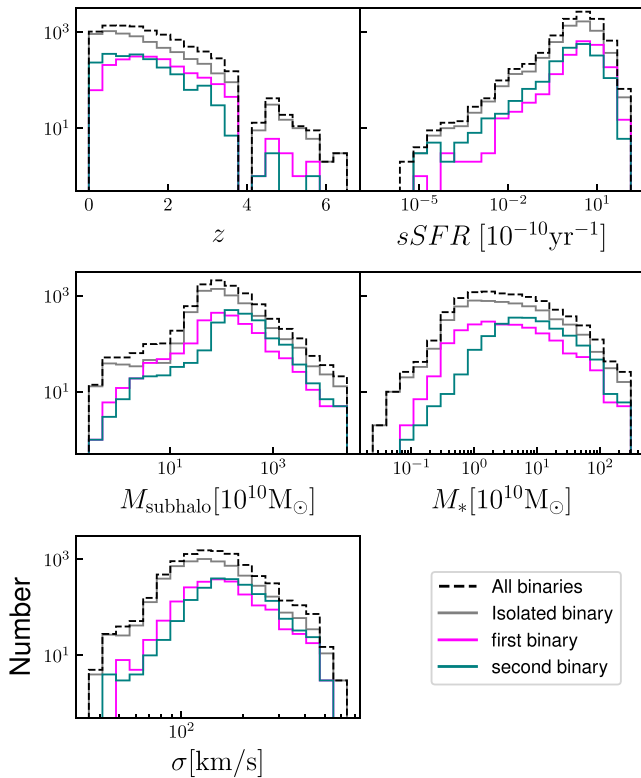 10³
10¹
0 2 4 6
z
10⁻⁵ 10⁻² 10¹
sSFR [10⁻¹⁰yr⁻¹]
10³
10¹
10¹ 10³
M_subhalo[10¹⁰M_⊙]
10⁻¹ 10⁰ 10¹ 10²
M_*[10¹⁰M_⊙]
Number
10³
10¹
10²
σ[km/s]
All binaries
Isolated binary
first binary
second binary